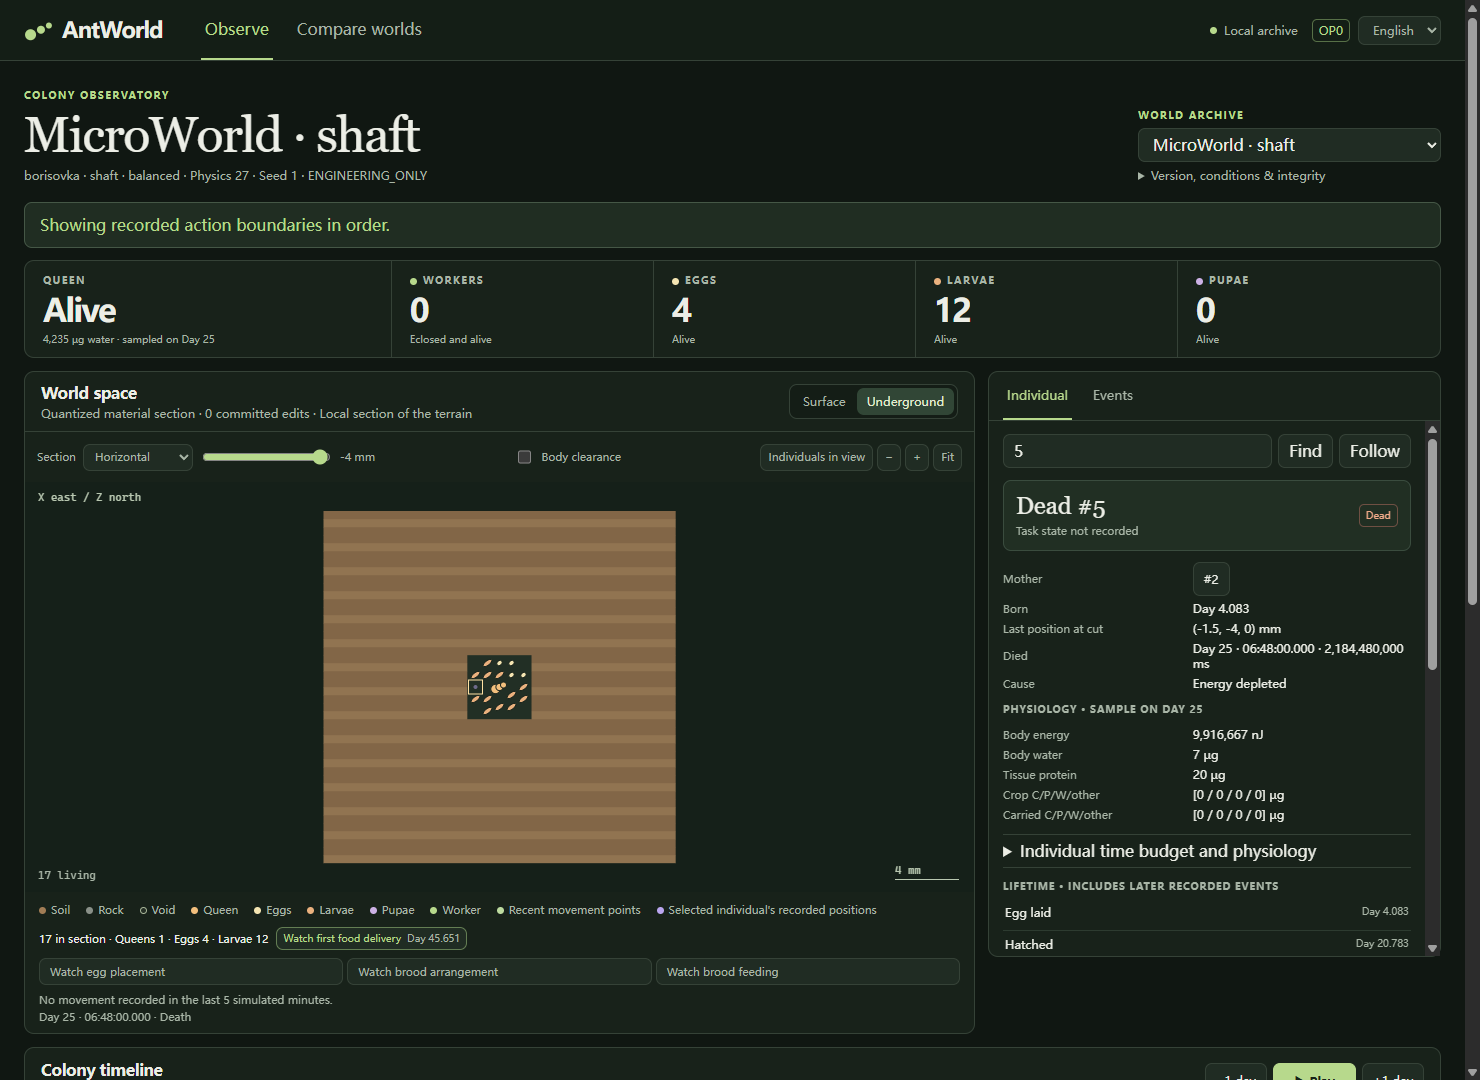 AntWorld
Observe
Compare worlds
Local archive
OP0
English
COLONY OBSERVATORY
MicroWorld · shaft
borisovka · shaft · balanced · Physics 27 · Seed 1 · ENGINEERING_ONLY
WORLD ARCHIVE
MicroWorld · shaft
Version, conditions & integrity
Showing recorded action boundaries in order.
QUEEN
Alive
4,235 µg water · sampled on Day 25
WORKERS
0
Eclosed and alive
EGGS
4
Alive
LARVAE
12
Alive
PUPAE
0
Alive
World space
Quantized material section · 0 committed edits · Local section of the terrain
Surface
Underground
Section
Horizontal
-4 mm
Body clearance
Individuals in view
−
+
Fit
X east / Z north
17 living
4 mm
Soil
Rock
Void
Queen
Eggs
Larvae
Pupae
Worker
Recent movement points
Selected individual's recorded positions
17 in section · Queens 1 · Eggs 4 · Larvae 12
Watch first food delivery Day 45.651
Watch egg placement
Watch brood arrangement
Watch brood feeding
No movement recorded in the last 5 simulated minutes.
Day 25 · 06:48:00.000 · Death
Individual
Events
5
Find
Follow
Dead #5
Task state not recorded
Dead
Mother
#2
Born
Day 4.083
Last position at cut
(-1.5, -4, 0) mm
Died
Day 25 · 06:48:00.000 · 2,184,480,000
ms
Cause
Energy depleted
PHYSIOLOGY • SAMPLE ON DAY 25
Body energy
9,916,667 nJ
Body water
7 µg
Tissue protein
20 µg
Crop C/P/W/other
[0 / 0 / 0 / 0] µg
Carried C/P/W/other
[0 / 0 / 0 / 0] µg
Individual time budget and physiology
LIFETIME • INCLUDES LATER RECORDED EVENTS
Egg laid
Day 4.083
Hatched
Day 20.783
Colony timeline
-1 day
Play
+1 day